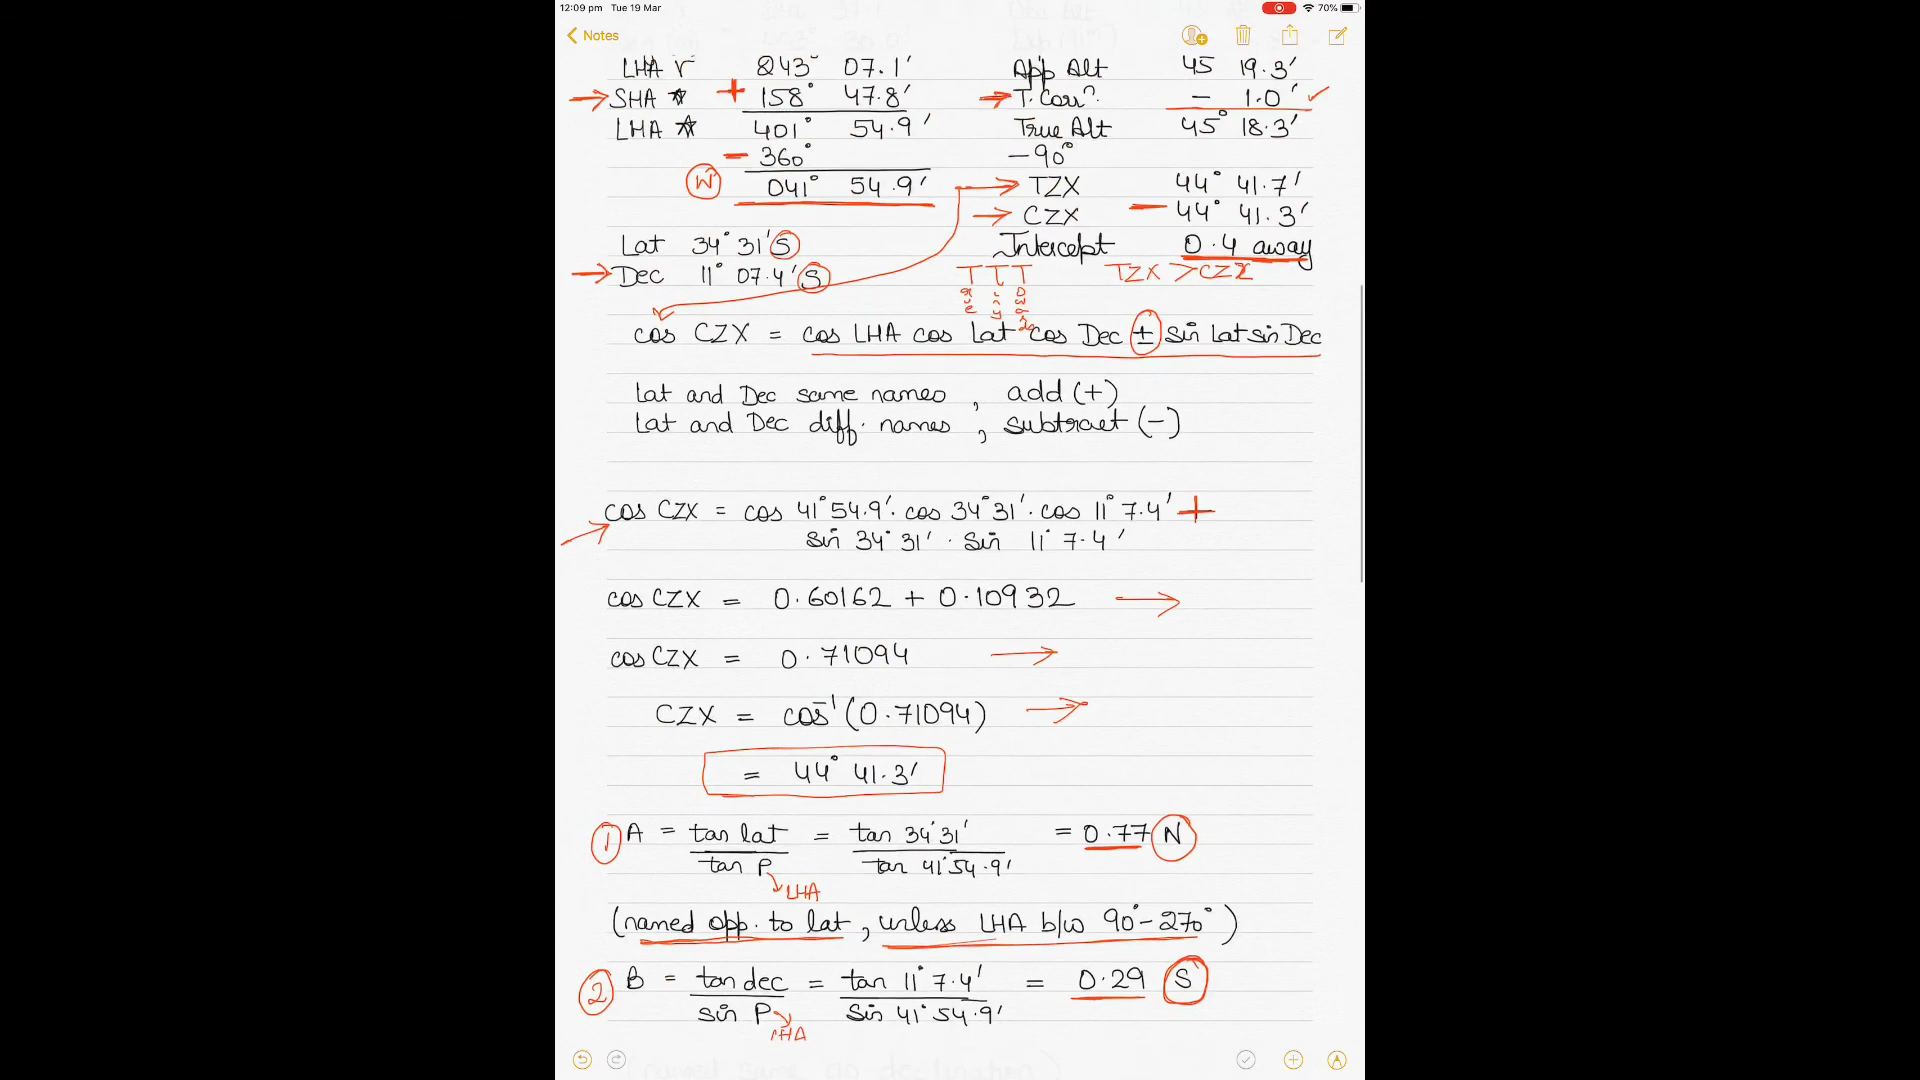 12:09 pm Tue 19 Mar
70%
Notes
LHA ♈ 243° 07.1'
→ SHA ☆ + 158° 47.8'
LHA ☆ 401° 54.9'
- 360°
W 041° 54.9'
Lat 34° 31' S
→ Dec 11° 07.4' S
App Alt 45 19.3'
→ T. Corrⁿ. - 1.0' ✓
True Alt 45° 18.3'
-90°
→ TZX 44° 41.7'
→ CZX - 44° 41.3'
Intercept 0.4 away
T T T TZX > CZX
cos CZX = cos LHA cos Lat cos Dec ± sin Lat sin Dec
Lat and Dec same names, add (+)
Lat and Dec diff. names, subtract (-)
cos CZX = cos 41° 54.9'. cos 34° 31'. cos 11° 7.4' +
sin 34° 31' . sin 11° 7.4'
cos CZX = 0.60162 + 0.10932 →
cos CZX = 0.71094 →
CZX = cos⁻¹ (0.71094) →
= 44° 41.3'
① A = tan lat / tan P = tan 34°31' / tan 41°54.9' = 0.77 N
LHA
(named opp. to lat, unless LHA b/w 90° - 270°)
② B = tan dec / sin P = tan 11° 7.4' / sin 41° 54.9' = 0.29 S
LHA
(named same as declination)